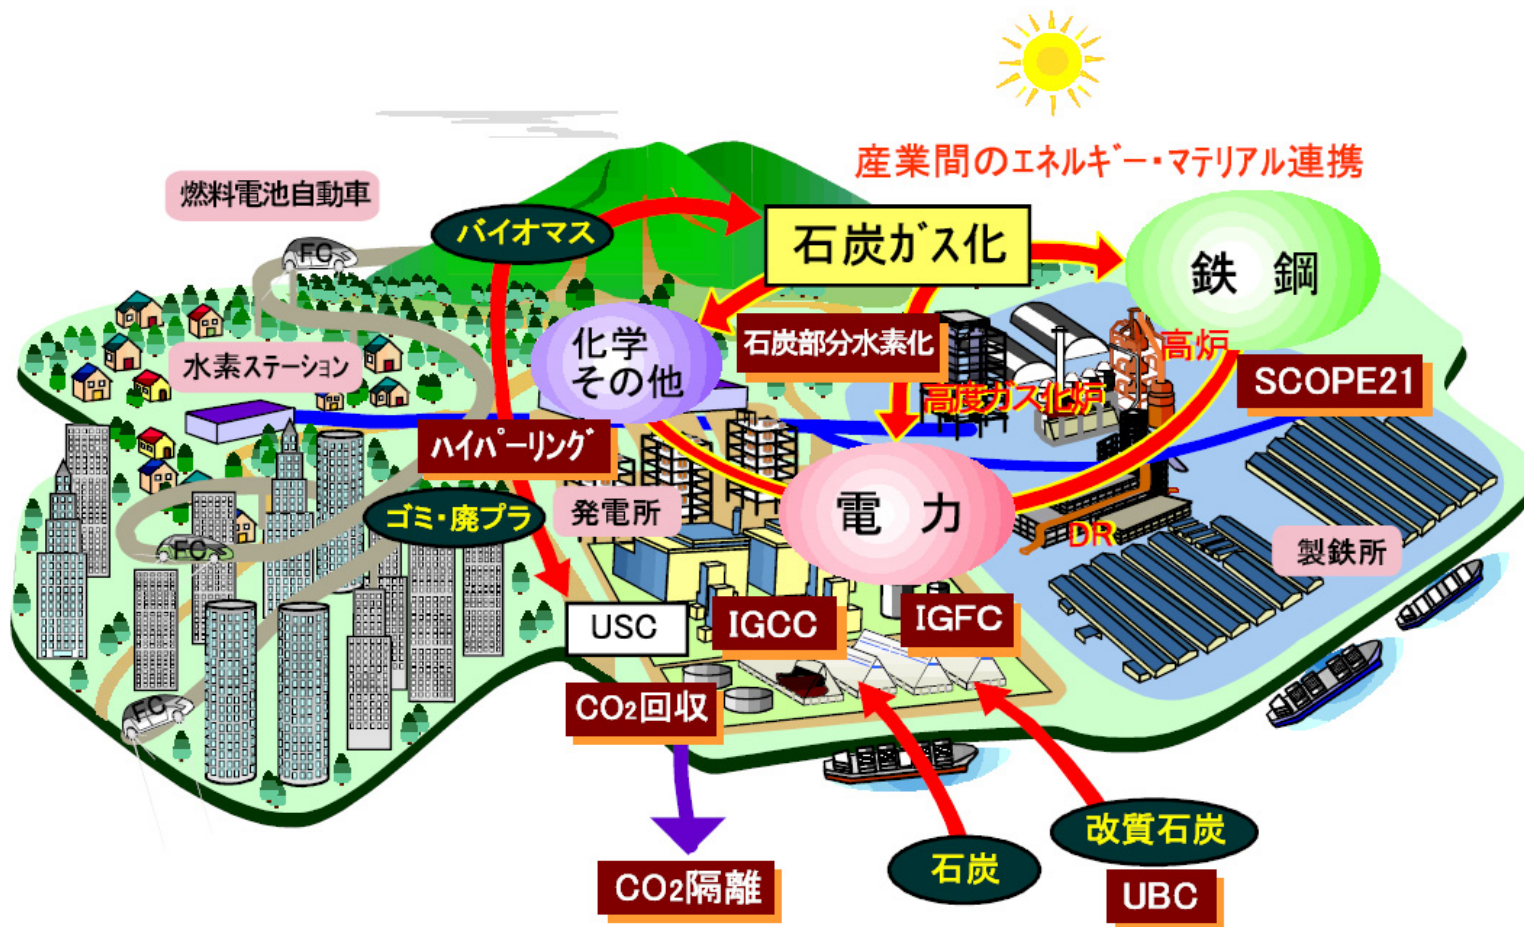 産業間のエネルギー・マテリアル連携
燃料電池自動車
バイオマス
石炭ガス化
鉄 鋼
FC
化学
その他
石炭部分水素化
高炉
水素ステーション
SCOPE21
高度ガス化炉
ハイパーリング
ゴミ・廃プラ
発電所
電 力
DR
製鉄所
FC
USC
IGCC
IGFC
FC
CO2回収
改質石炭
石炭
CO2隔離
UBC